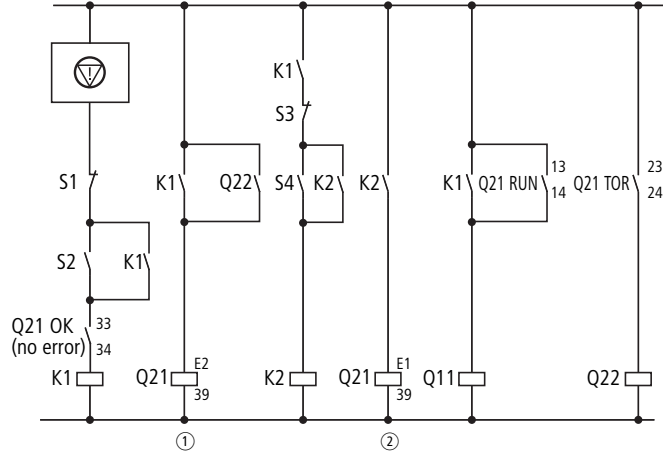 K1
S3
S1
K1
Q22
S4
K2
K2
K1
Q21 RUN
13
14
Q21 TOR
23
24
S2
K1
Q21 OK
(no error)
33
34
K1
Q21
E2
39
K2
Q21
E1
39
Q11
Q22
①
②